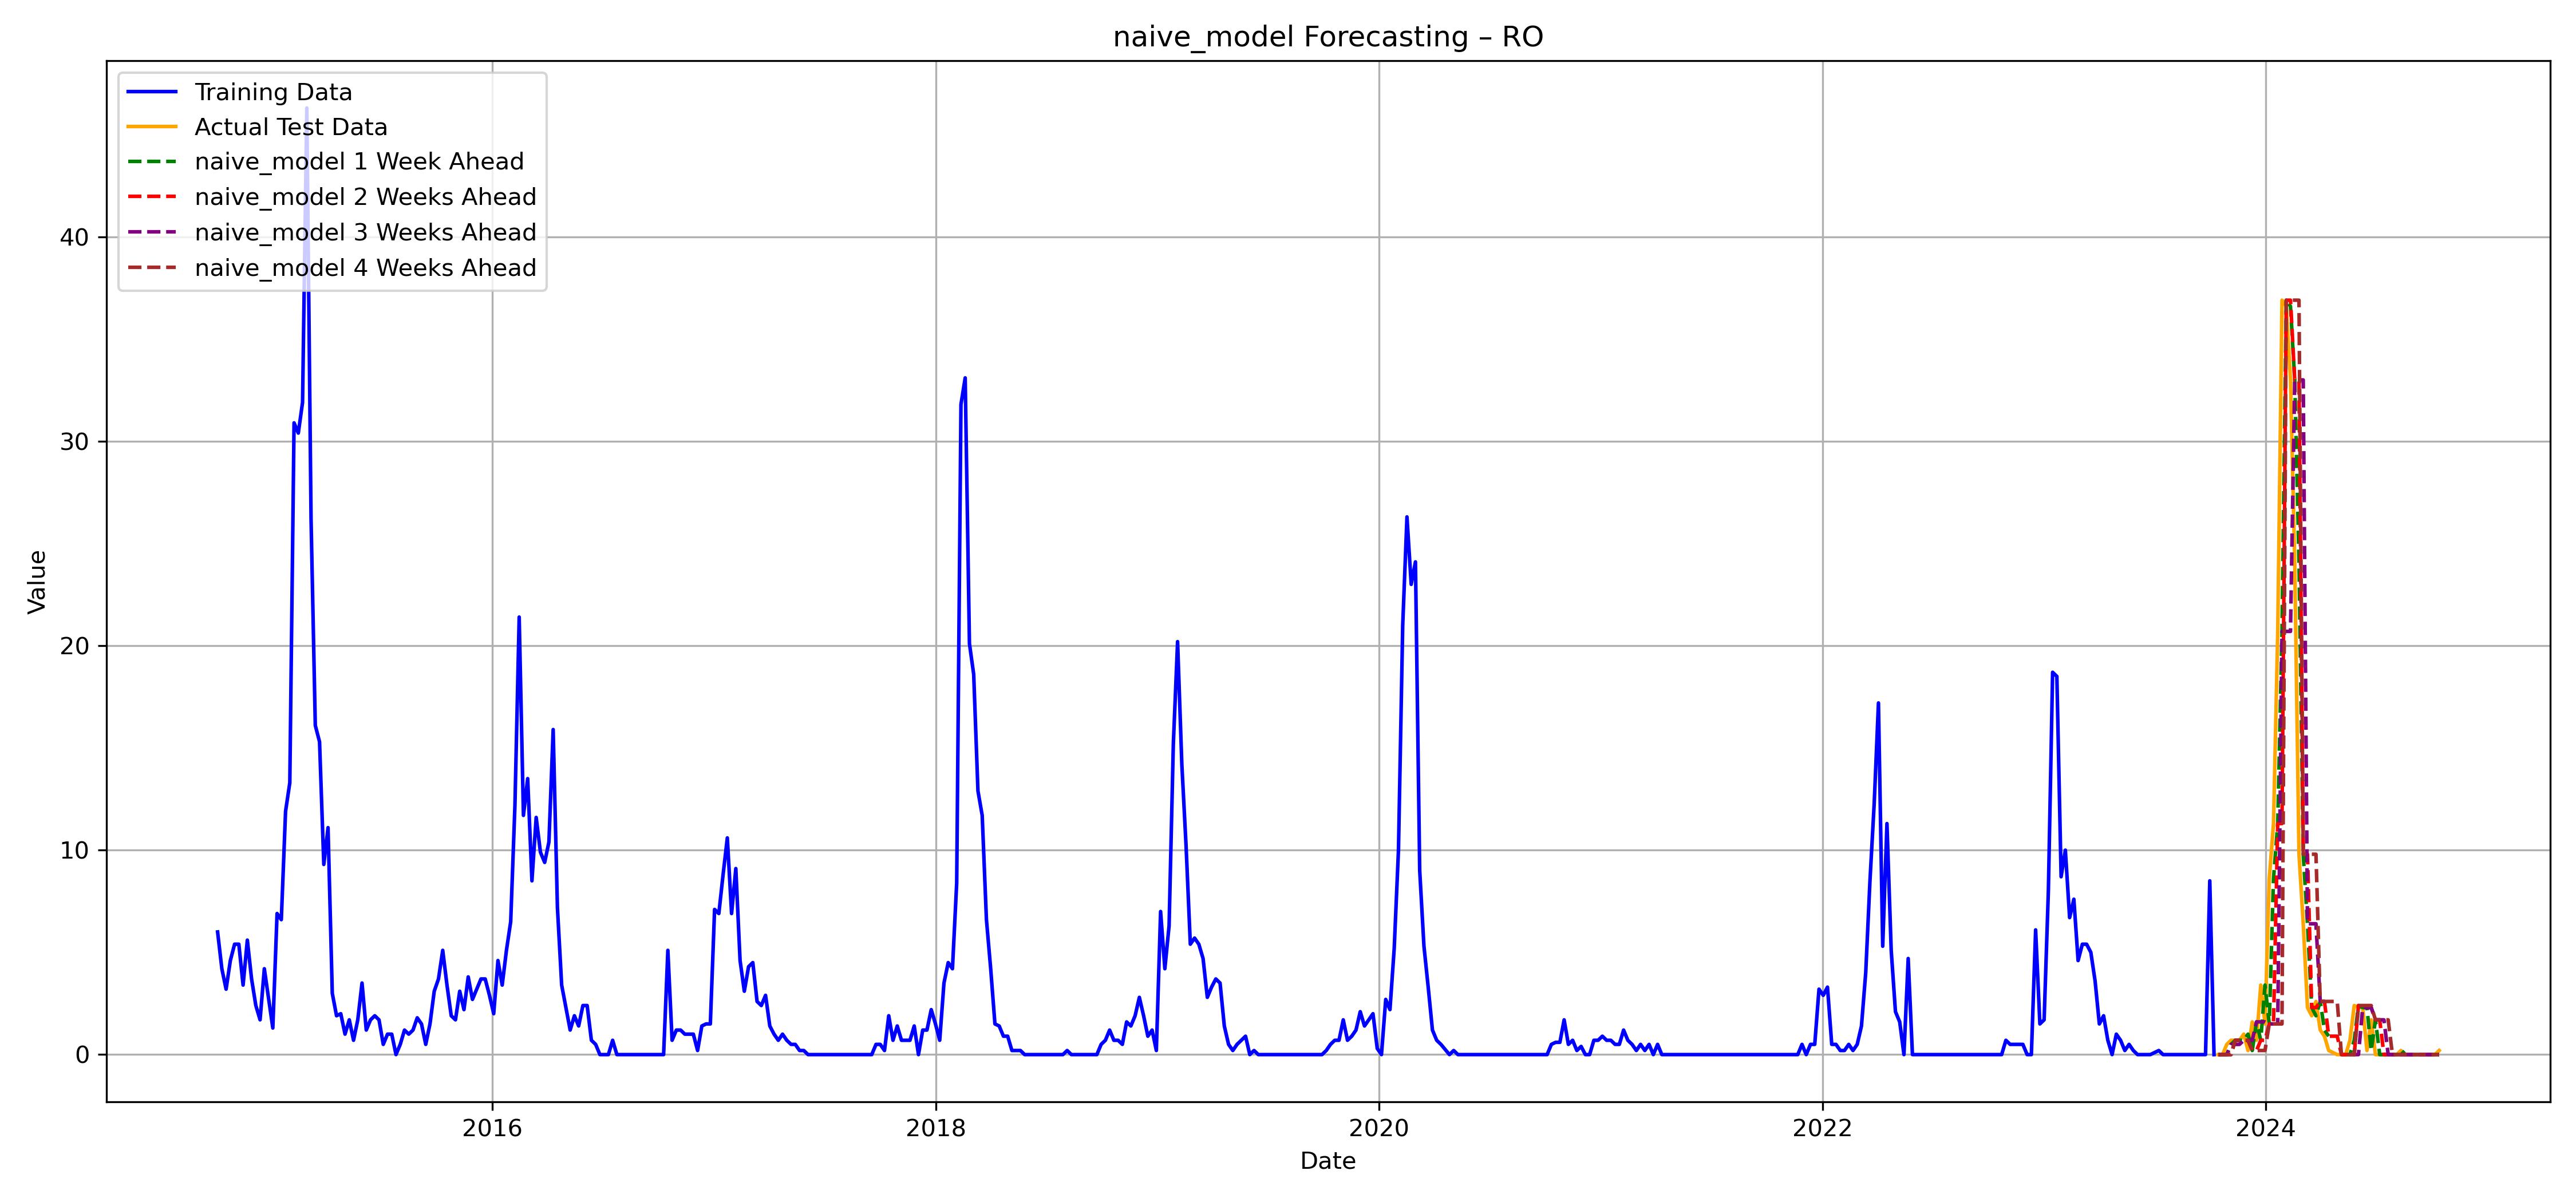 naive_model Forecasting – RO
Training Data
Actual Test Data
naive_model 1 Week Ahead
naive_model 2 Weeks Ahead
naive_model 3 Weeks Ahead
naive_model 4 Weeks Ahead
40
30
20
10
0
Value
2016
2018
2020
2022
2024
Date